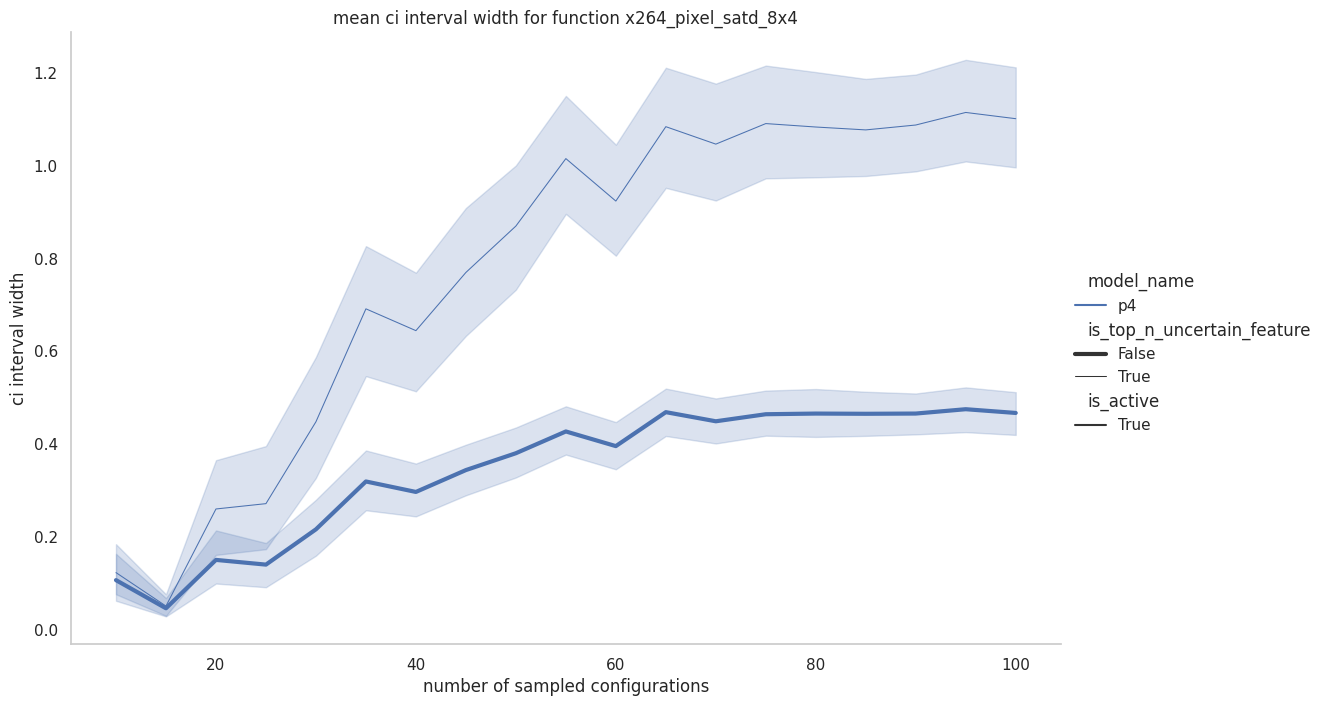 mean ci interval width for function x264_pixel_satd_8x4
ci interval width
1.2
1.0
0.8
0.6
0.4
0.2
0.0
20
40
60
80
100
number of sampled configurations
model_name
p4
is_top_n_uncertain_feature
False
True
is_active
True